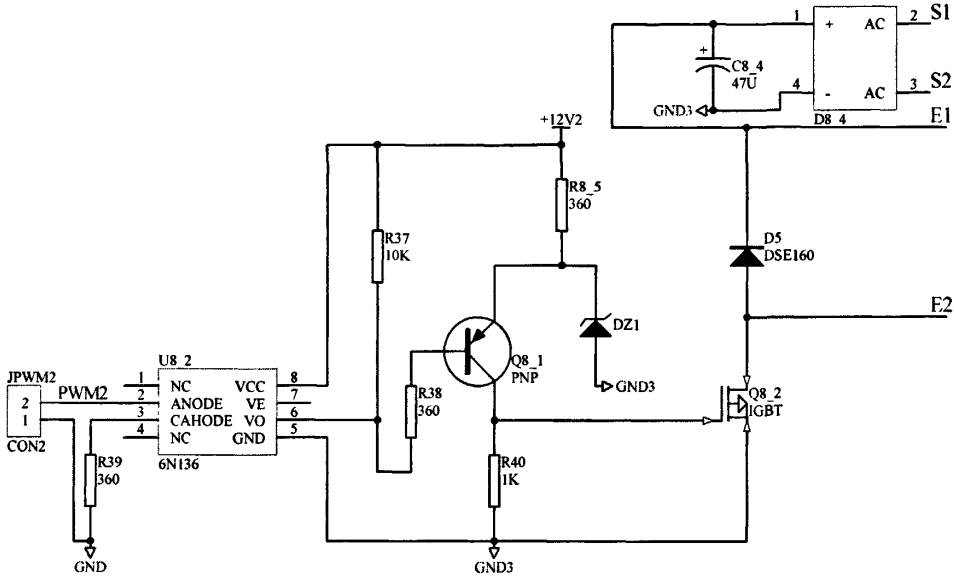 1 + AC 2 S1
C8_4
47U
4 - AC 3 S2
GND3
D8_4
E1
+12V2
R8_5
360
R37
10K
D5
DSE160
DZ1
E2
Q8_1
PNP
GND3
U8_2
JPWM2
1 NC VCC 8
2 PWM2 2 ANODE VE 7
1 3 CAHODE VO 6
4 NC GND 5
CON2
6N136
R38
360
Q8_2
IGBT
R39
360
R40
1K
GND
GND3